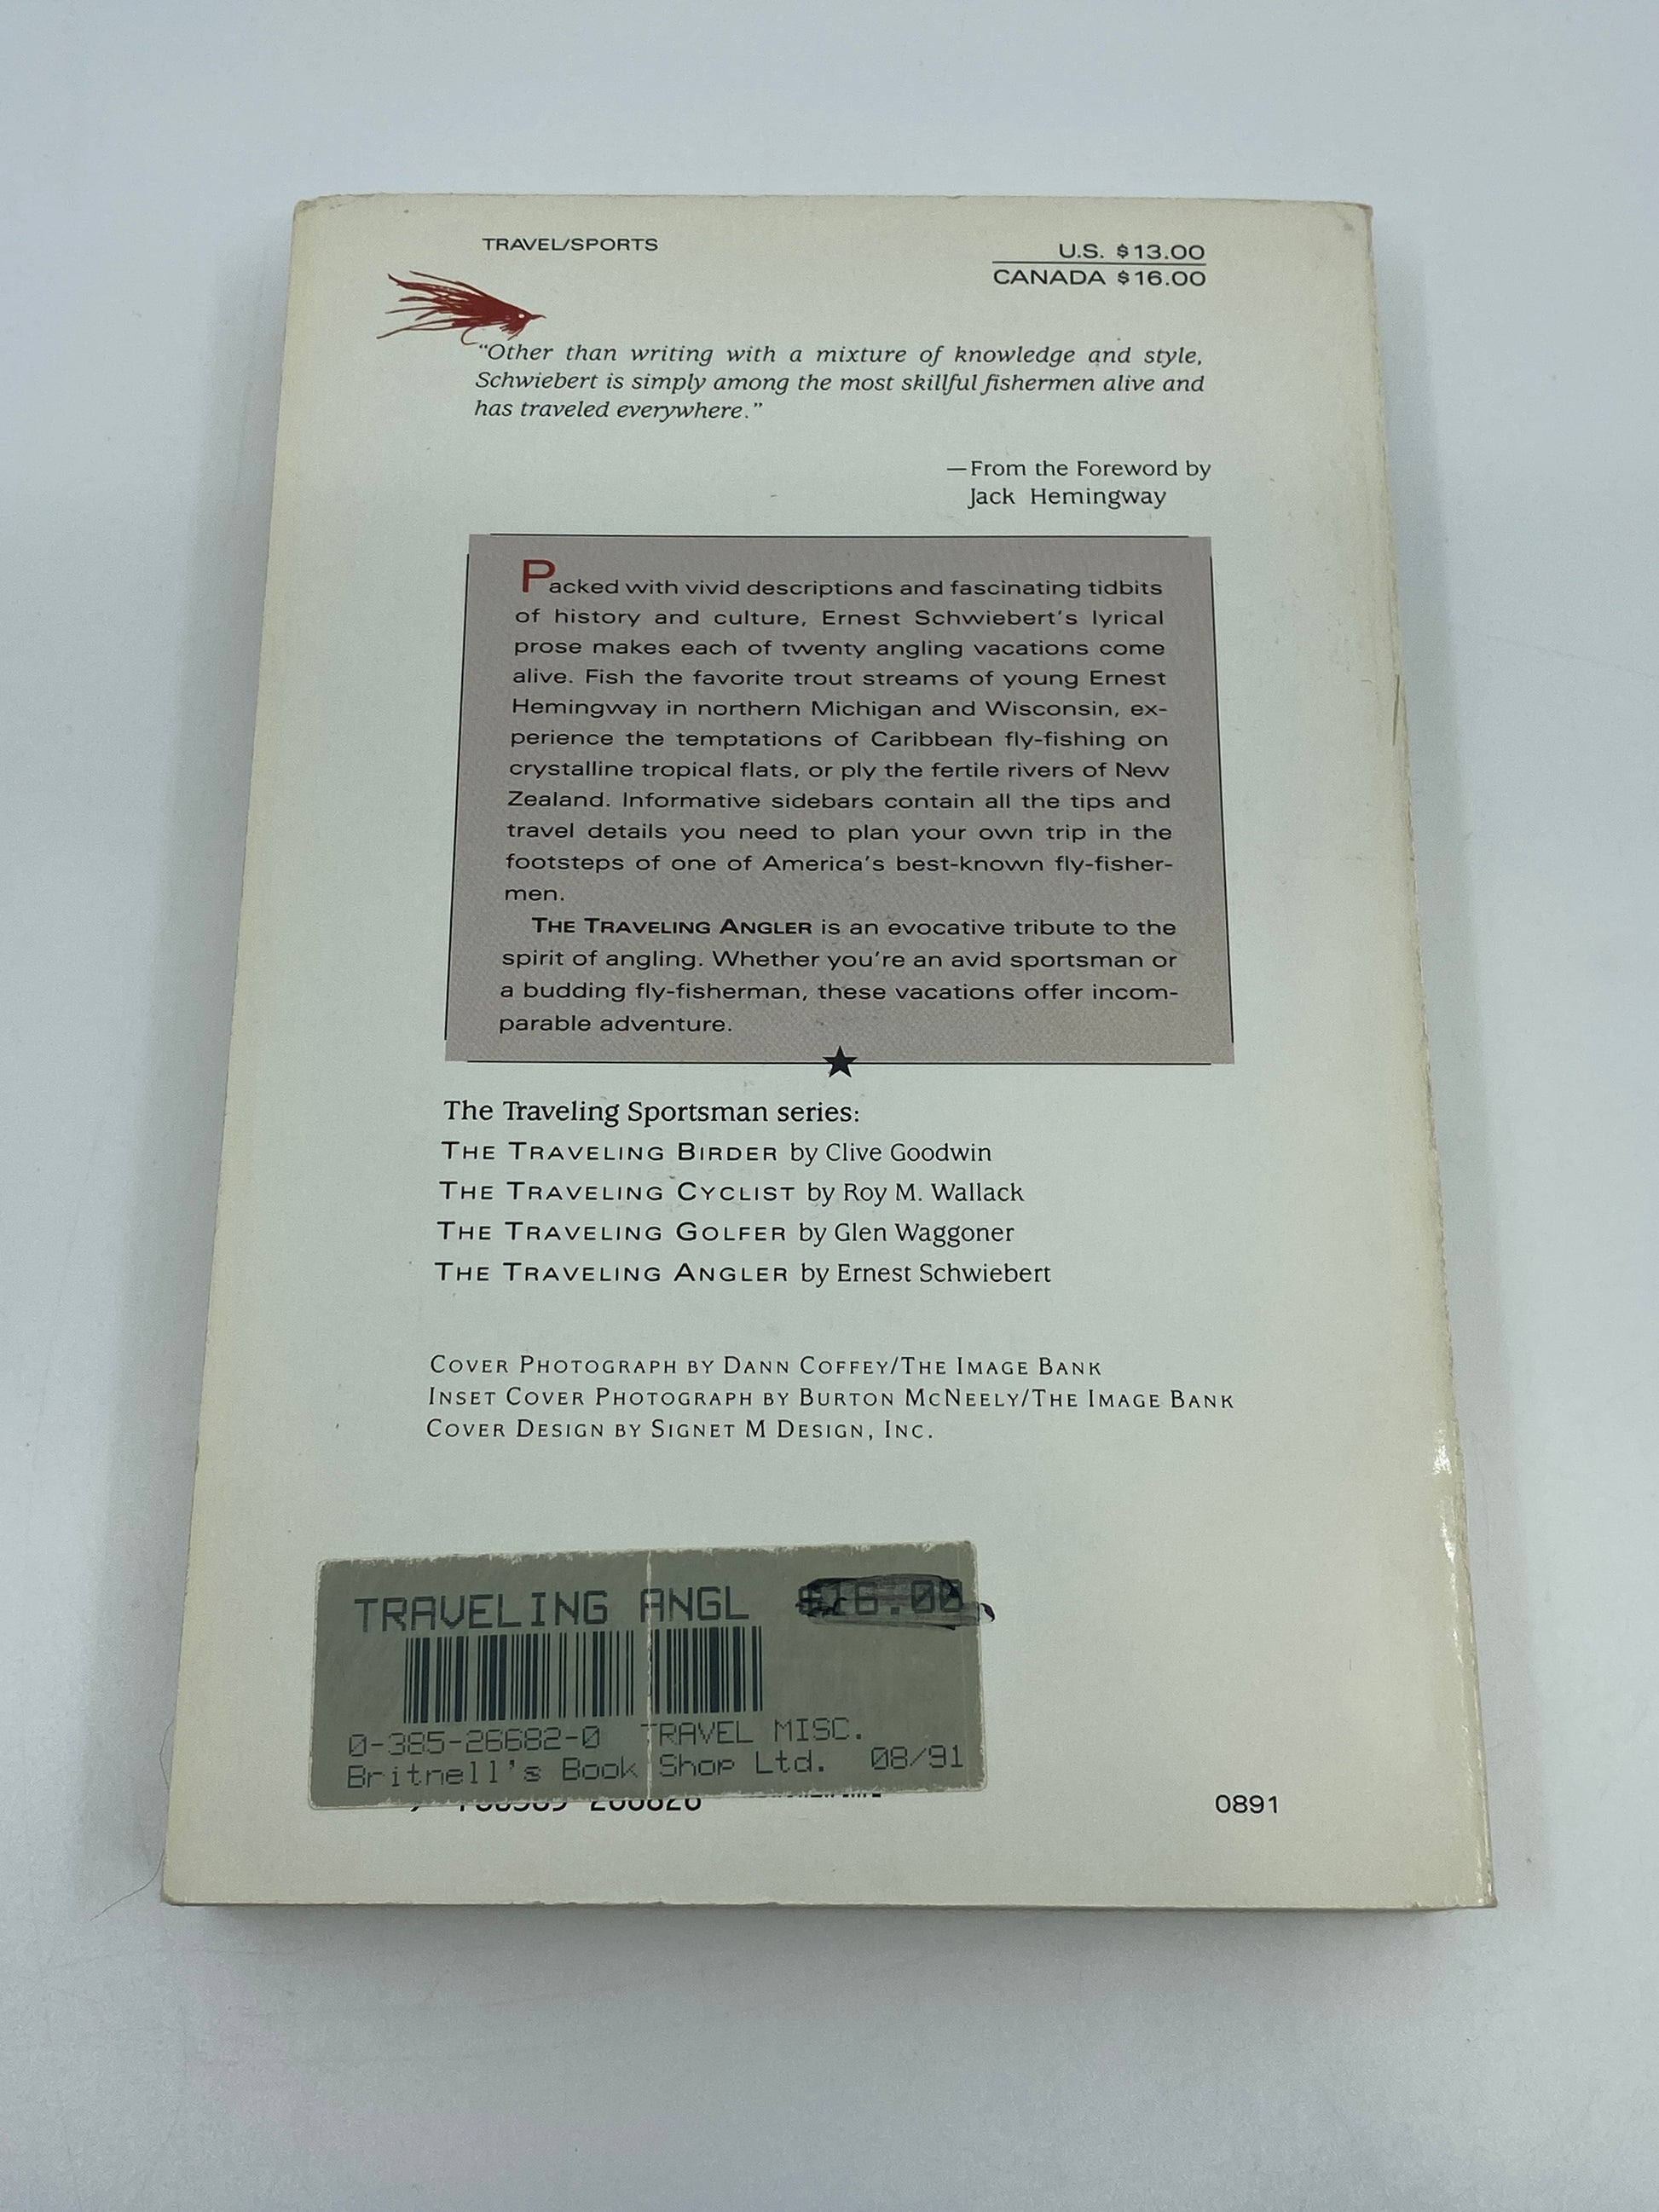 TRAVEL/SPORTS
U.S. $13.00
CANADA $16.00
“Other than writing with a mixture of knowledge and style,
Schwiebert is simply among the most skillful fishermen alive and
has traveled everywhere.”
—From the Foreword by
Jack Hemingway
Packed with vivid descriptions and fascinating tidbits
of history and culture, Ernest Schwiebert's lyrical
prose makes each of twenty angling vacations come
alive. Fish the favorite trout streams of young Ernest
Hemingway in northern Michigan and Wisconsin, ex-
perience the temptations of Caribbean fly-fishing on
crystalline tropical flats, or ply the fertile rivers of New
Zealand. Informative sidebars contain all the tips and
travel details you need to plan your own trip in the
footsteps of one of America's best-known fly-fisher-
men.
THE TRAVELING ANGLER is an evocative tribute to the
spirit of angling. Whether you're an avid sportsman or
a budding fly-fisherman, these vacations offer incom-
parable adventure.
The Traveling Sportsman series:
THE TRAVELING BIRDER by Clive Goodwin
THE TRAVELING CYCLIST by Roy M. Wallack
THE TRAVELING GOLFER by Glen Waggoner
THE TRAVELING ANGLER by Ernest Schwiebert
COVER PHOTOGRAPH BY DANN COFFEY/THE IMAGE BANK
INSET COVER PHOTOGRAPH BY BURTON MCNEELY/THE IMAGE BANK
COVER DESIGN BY SIGNET M DESIGN, INC.
TRAVELING ANGL $16.00
0-385-26682-0 TRAVEL MISC.
Britnell's Book Shop Ltd. 08/91
0891